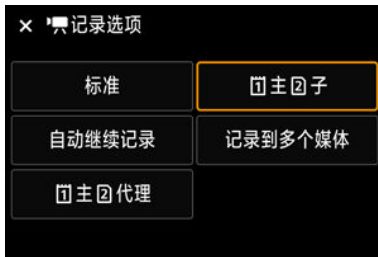 × 记录选项
标准
1主2子
自动继续记录
记录到多个媒体
1主2代理